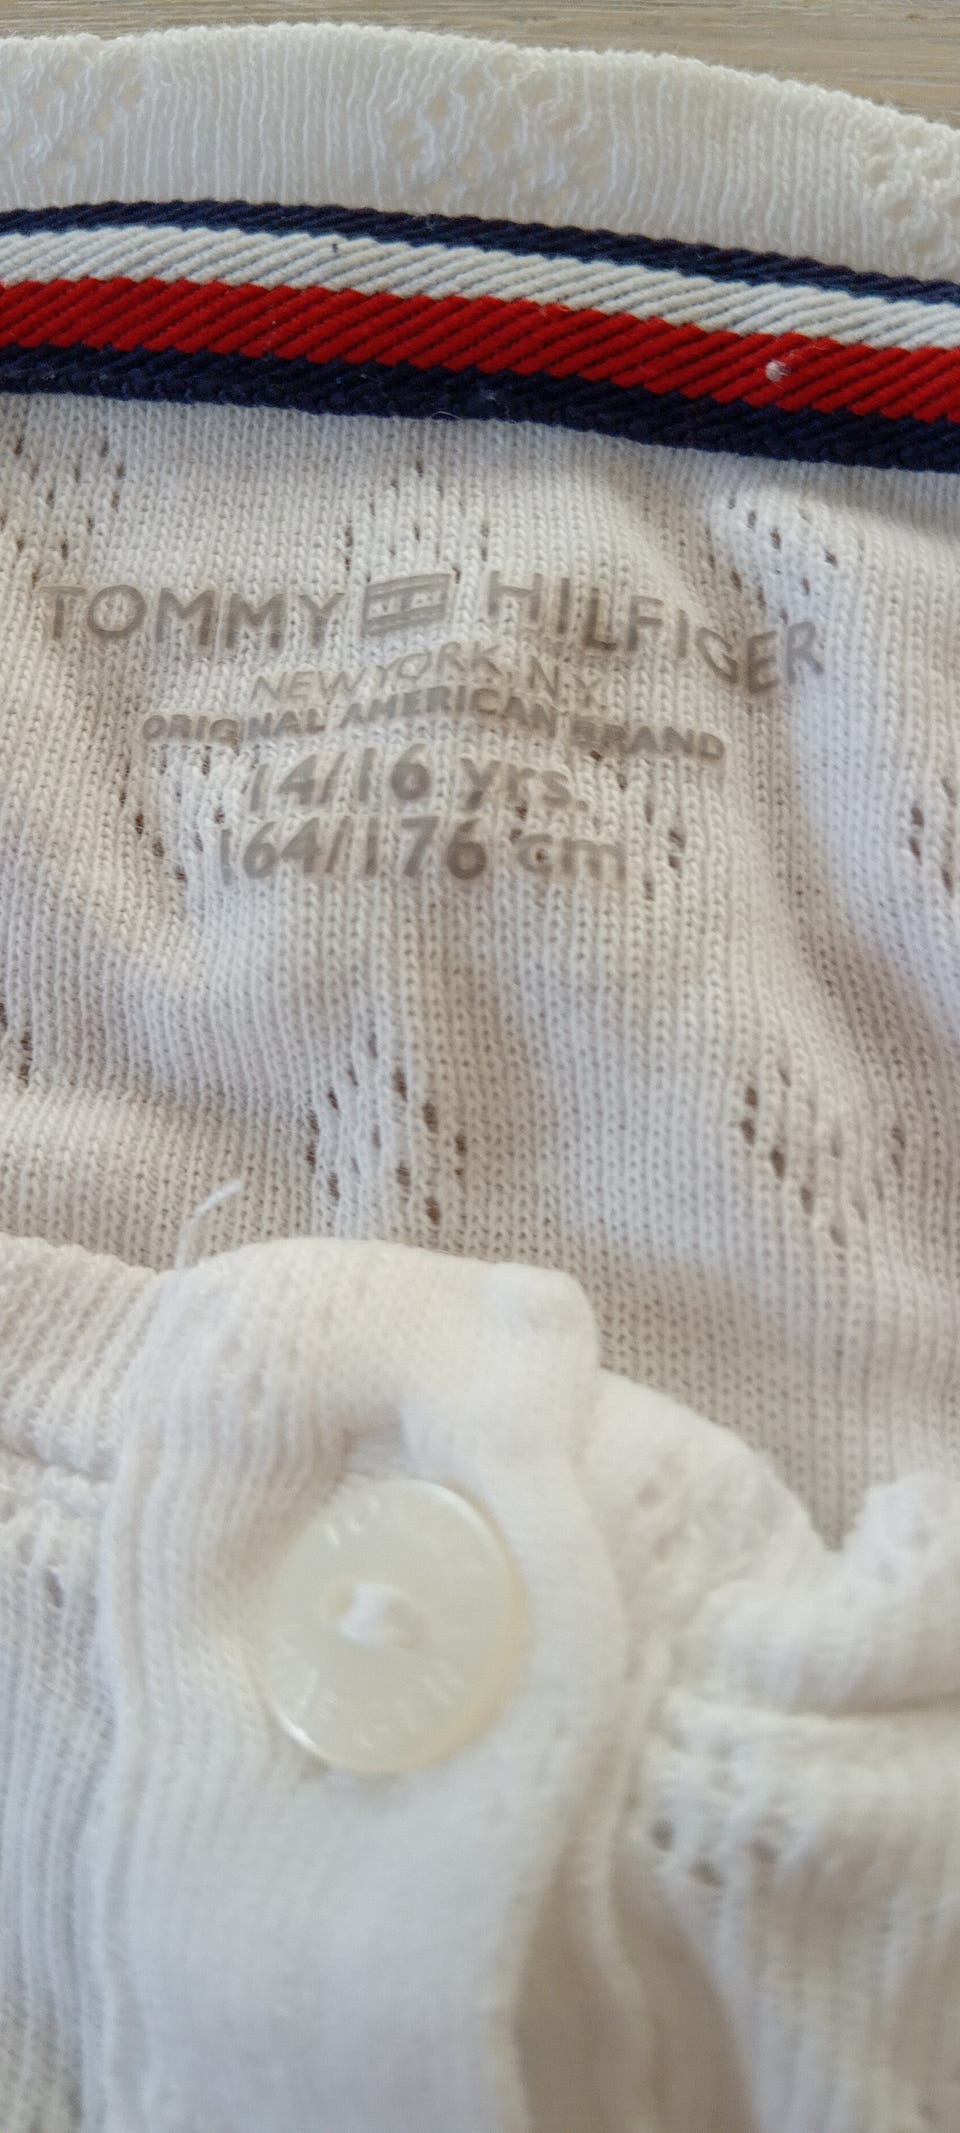 TOMMY HILFIGER
NEW YORK, N.Y.
ORIGINAL AMERICAN BRAND
14/16 yrs.
164/176 cm